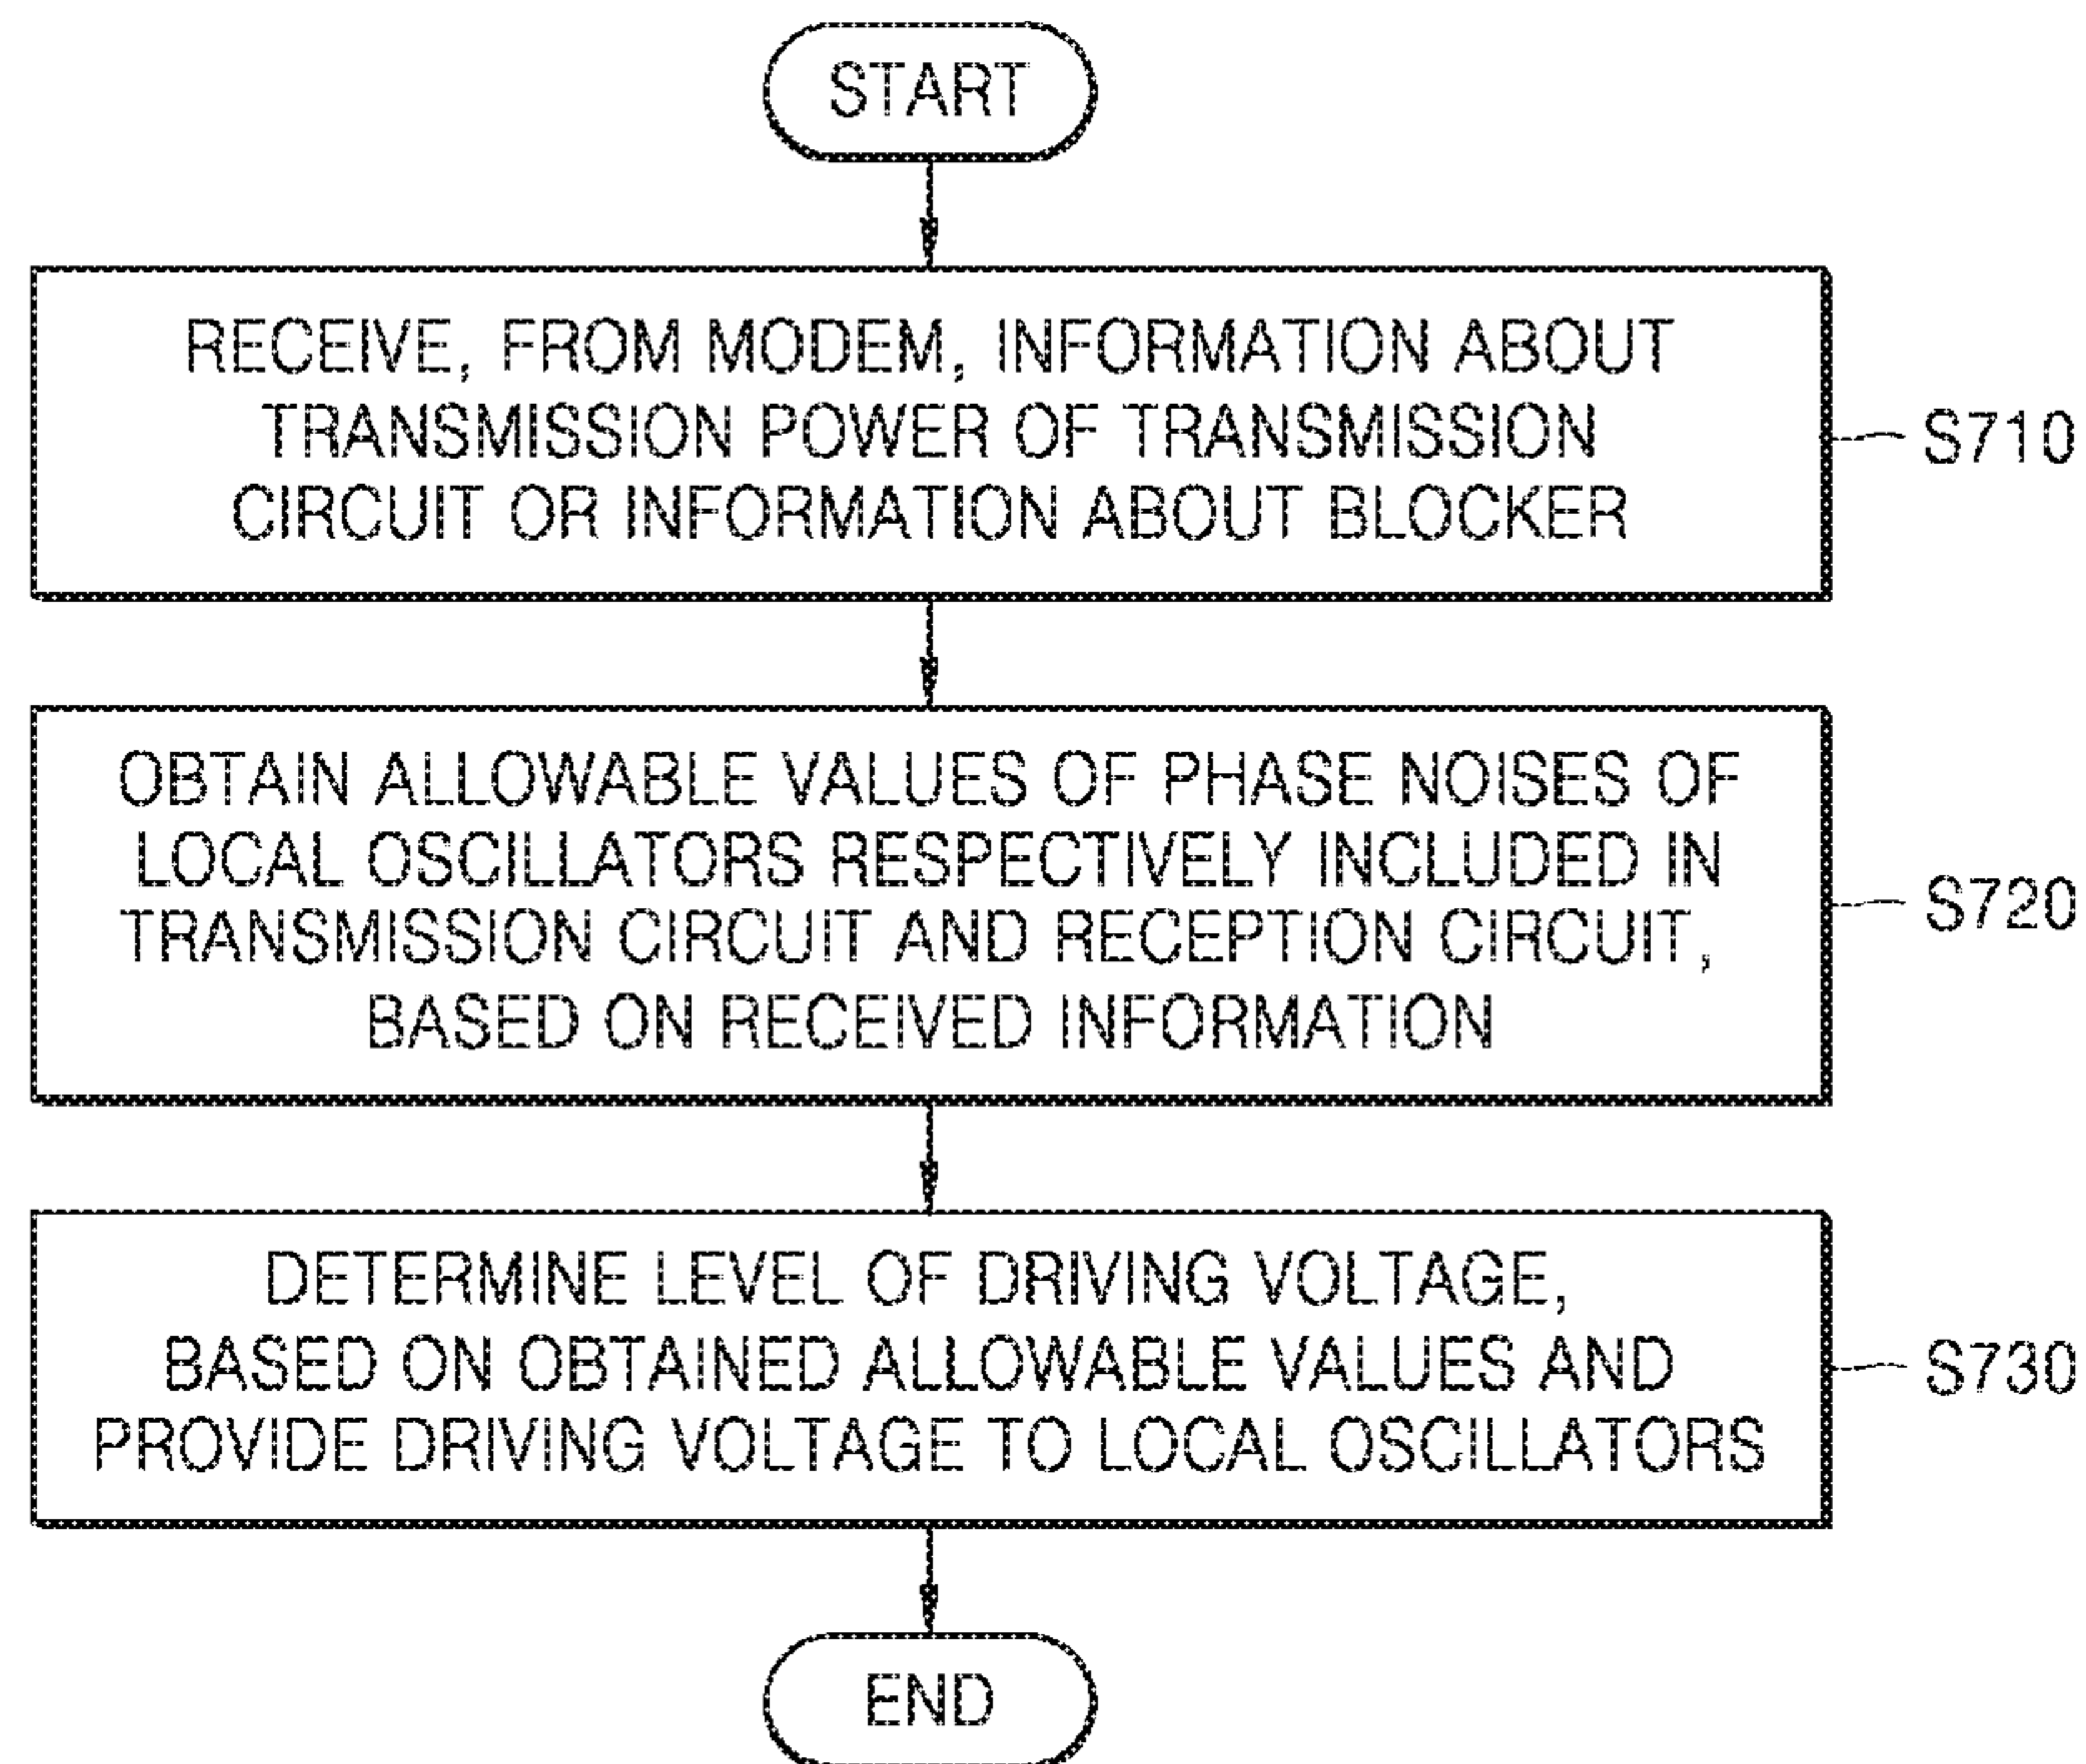 START
RECEIVE, FROM MODEM, INFORMATION ABOUT
TRANSMISSION POWER OF TRANSMISSION
CIRCUIT OR INFORMATION ABOUT BLOCKER
S710
OBTAIN ALLOWABLE VALUES OF PHASE NOISES OF
LOCAL OSCILLATORS RESPECTIVELY INCLUDED IN
TRANSMISSION CIRCUIT AND RECEPTION CIRCUIT,
BASED ON RECEIVED INFORMATION
S720
DETERMINE LEVEL OF DRIVING VOLTAGE,
BASED ON OBTAINED ALLOWABLE VALUES AND
PROVIDE DRIVING VOLTAGE TO LOCAL OSCILLATORS
S730
END